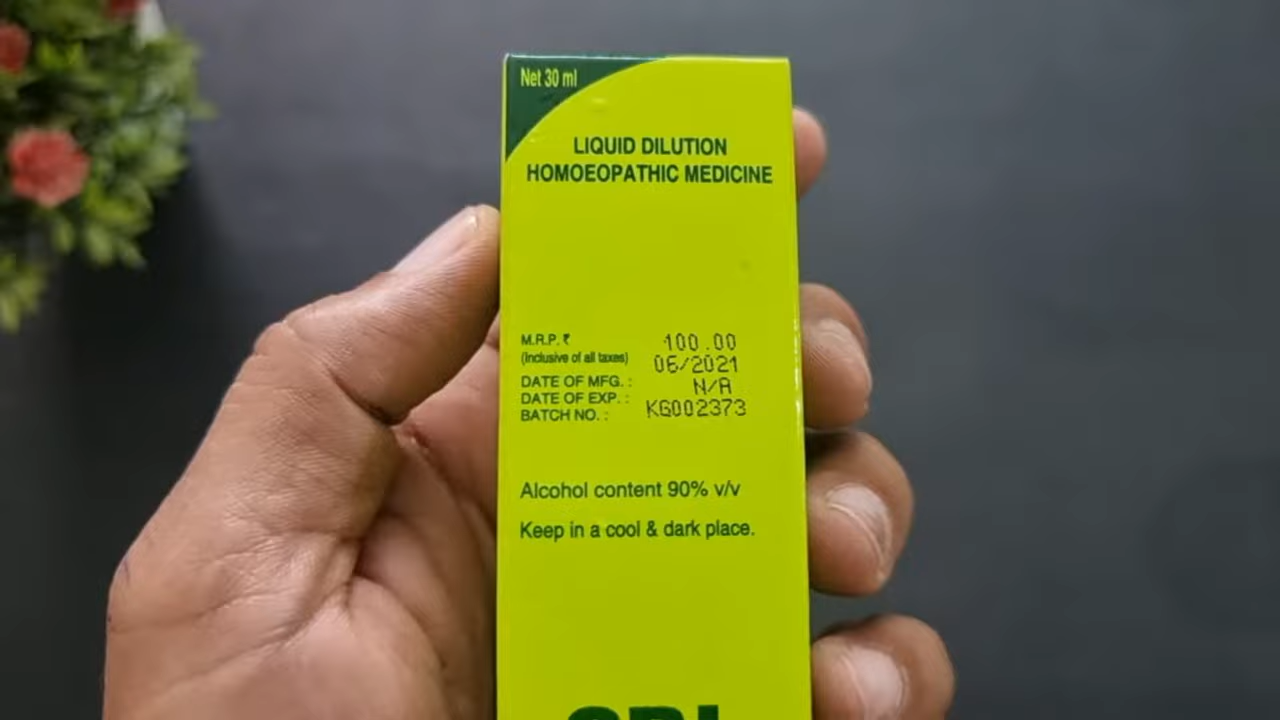 Net 30 ml
LIQUID DILUTION
HOMOEOPATHIC MEDICINE
M.R.P. ₹ 100.00
(Inclusive of all taxes) 06/2021
DATE OF MFG. : N/A
DATE OF EXP. : KG002373
BATCH NO. :
Alcohol content 90% v/v
Keep in a cool & dark place.